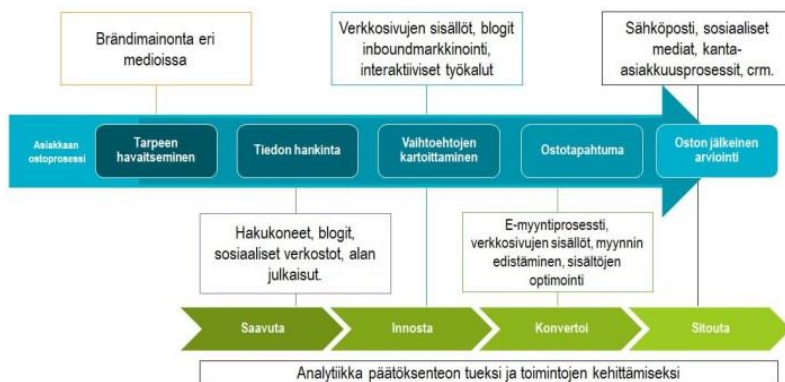 Brändimainonta eri
medioissa
Verkkosivujen sisällöt, blogit
inboundmarkkinointi,
interaktiiviset työkalut
Sähköposti, sosiaaliset
mediat, kanta-
asiakkuusprosessit, crm.
Asiakkaan
ostoprosessi
Tarpeen
havaitseminen
Tiedon hankinta
Vaihtoehtojen
kartoittaminen
Ostotapahtuma
Oston jälkeinen
arviointi
Hakukoneet, blogit,
sosiaaliset verkostot, alan
julkaisut.
E-myyntiprosessti,
verkkosivujen sisällöt, myynnin
edistäminen, sisältöjen
optimointi
Saavuta
Innosta
Konvertoi
Sitouta
Analytiikka päätöksenteon tueksi ja toimintojen kehittämiseksi